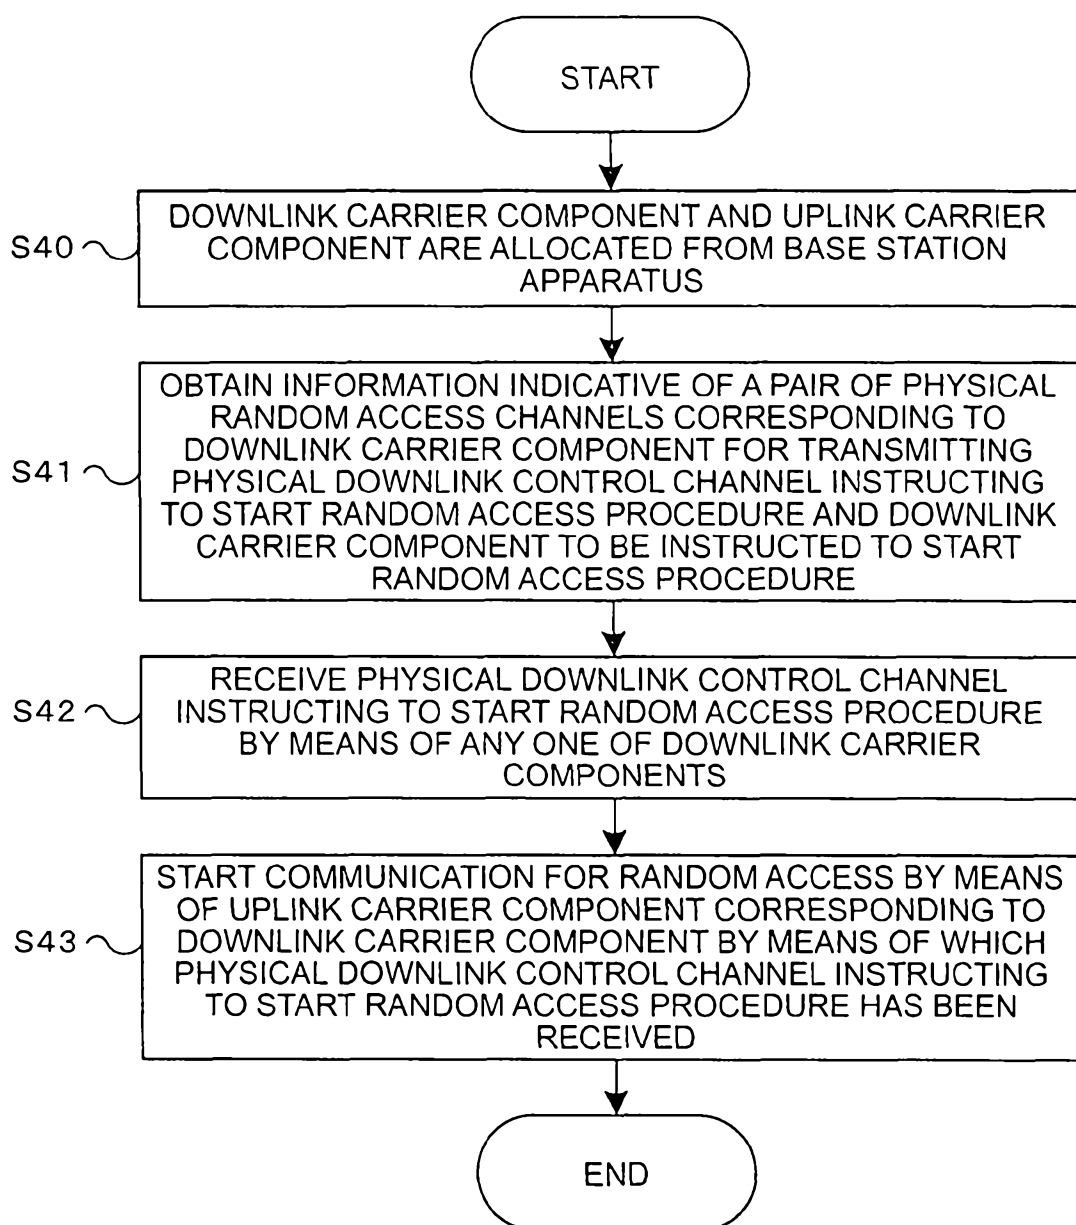 START
S40
DOWNLINK CARRIER COMPONENT AND UPLINK CARRIER
COMPONENT ARE ALLOCATED FROM BASE STATION
APPARATUS
S41
OBTAIN INFORMATION INDICATIVE OF A PAIR OF PHYSICAL
RANDOM ACCESS CHANNELS CORRESPONDING TO
DOWNLINK CARRIER COMPONENT FOR TRANSMITTING
PHYSICAL DOWNLINK CONTROL CHANNEL INSTRUCTING
TO START RANDOM ACCESS PROCEDURE AND DOWNLINK
CARRIER COMPONENT TO BE INSTRUCTED TO START
RANDOM ACCESS PROCEDURE
S42
RECEIVE PHYSICAL DOWNLINK CONTROL CHANNEL
INSTRUCTING TO START RANDOM ACCESS PROCEDURE
BY MEANS OF ANY ONE OF DOWNLINK CARRIER
COMPONENTS
S43
START COMMUNICATION FOR RANDOM ACCESS BY MEANS
OF UPLINK CARRIER COMPONENT CORRESPONDING TO
DOWNLINK CARRIER COMPONENT BY MEANS OF WHICH
PHYSICAL DOWNLINK CONTROL CHANNEL INSTRUCTING
TO START RANDOM ACCESS PROCEDURE HAS BEEN
RECEIVED
END